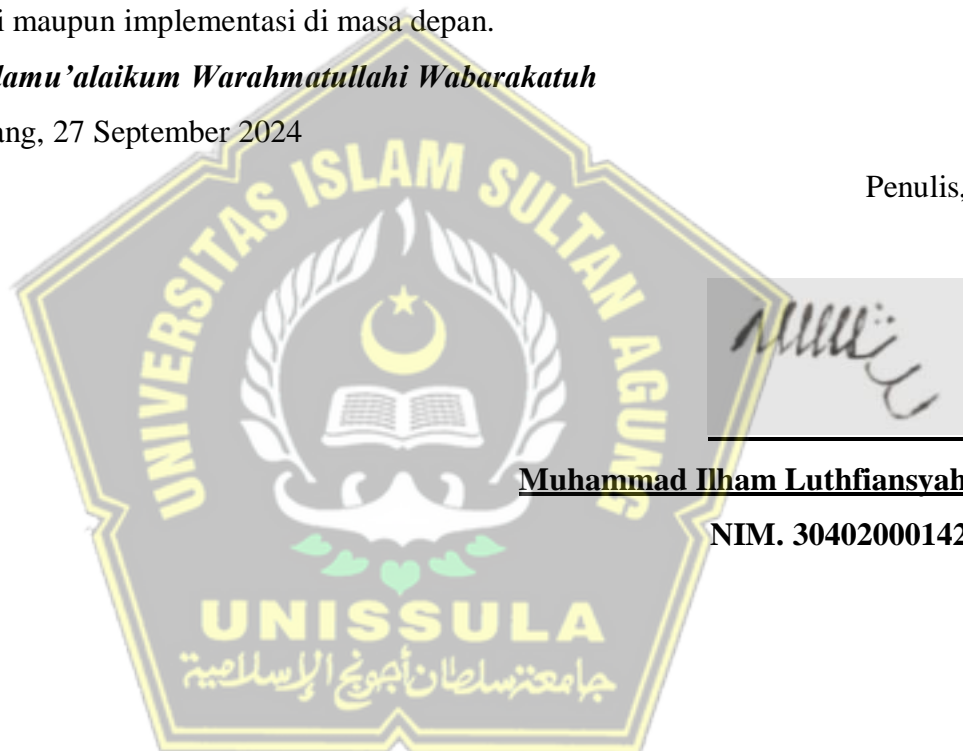 i maupun implementasi di masa depan.
lamu’alaikum Warahmatullahi Wabarakatuh
ang, 27 September 2024
Penulis,
UNIVERSITAS ISLAM SULTAN AGUNG
Muhammad Ilham Luthfiansyah
NIM. 30402000142
UNISSULA
جامعة سلطان أجونج الإسلامية